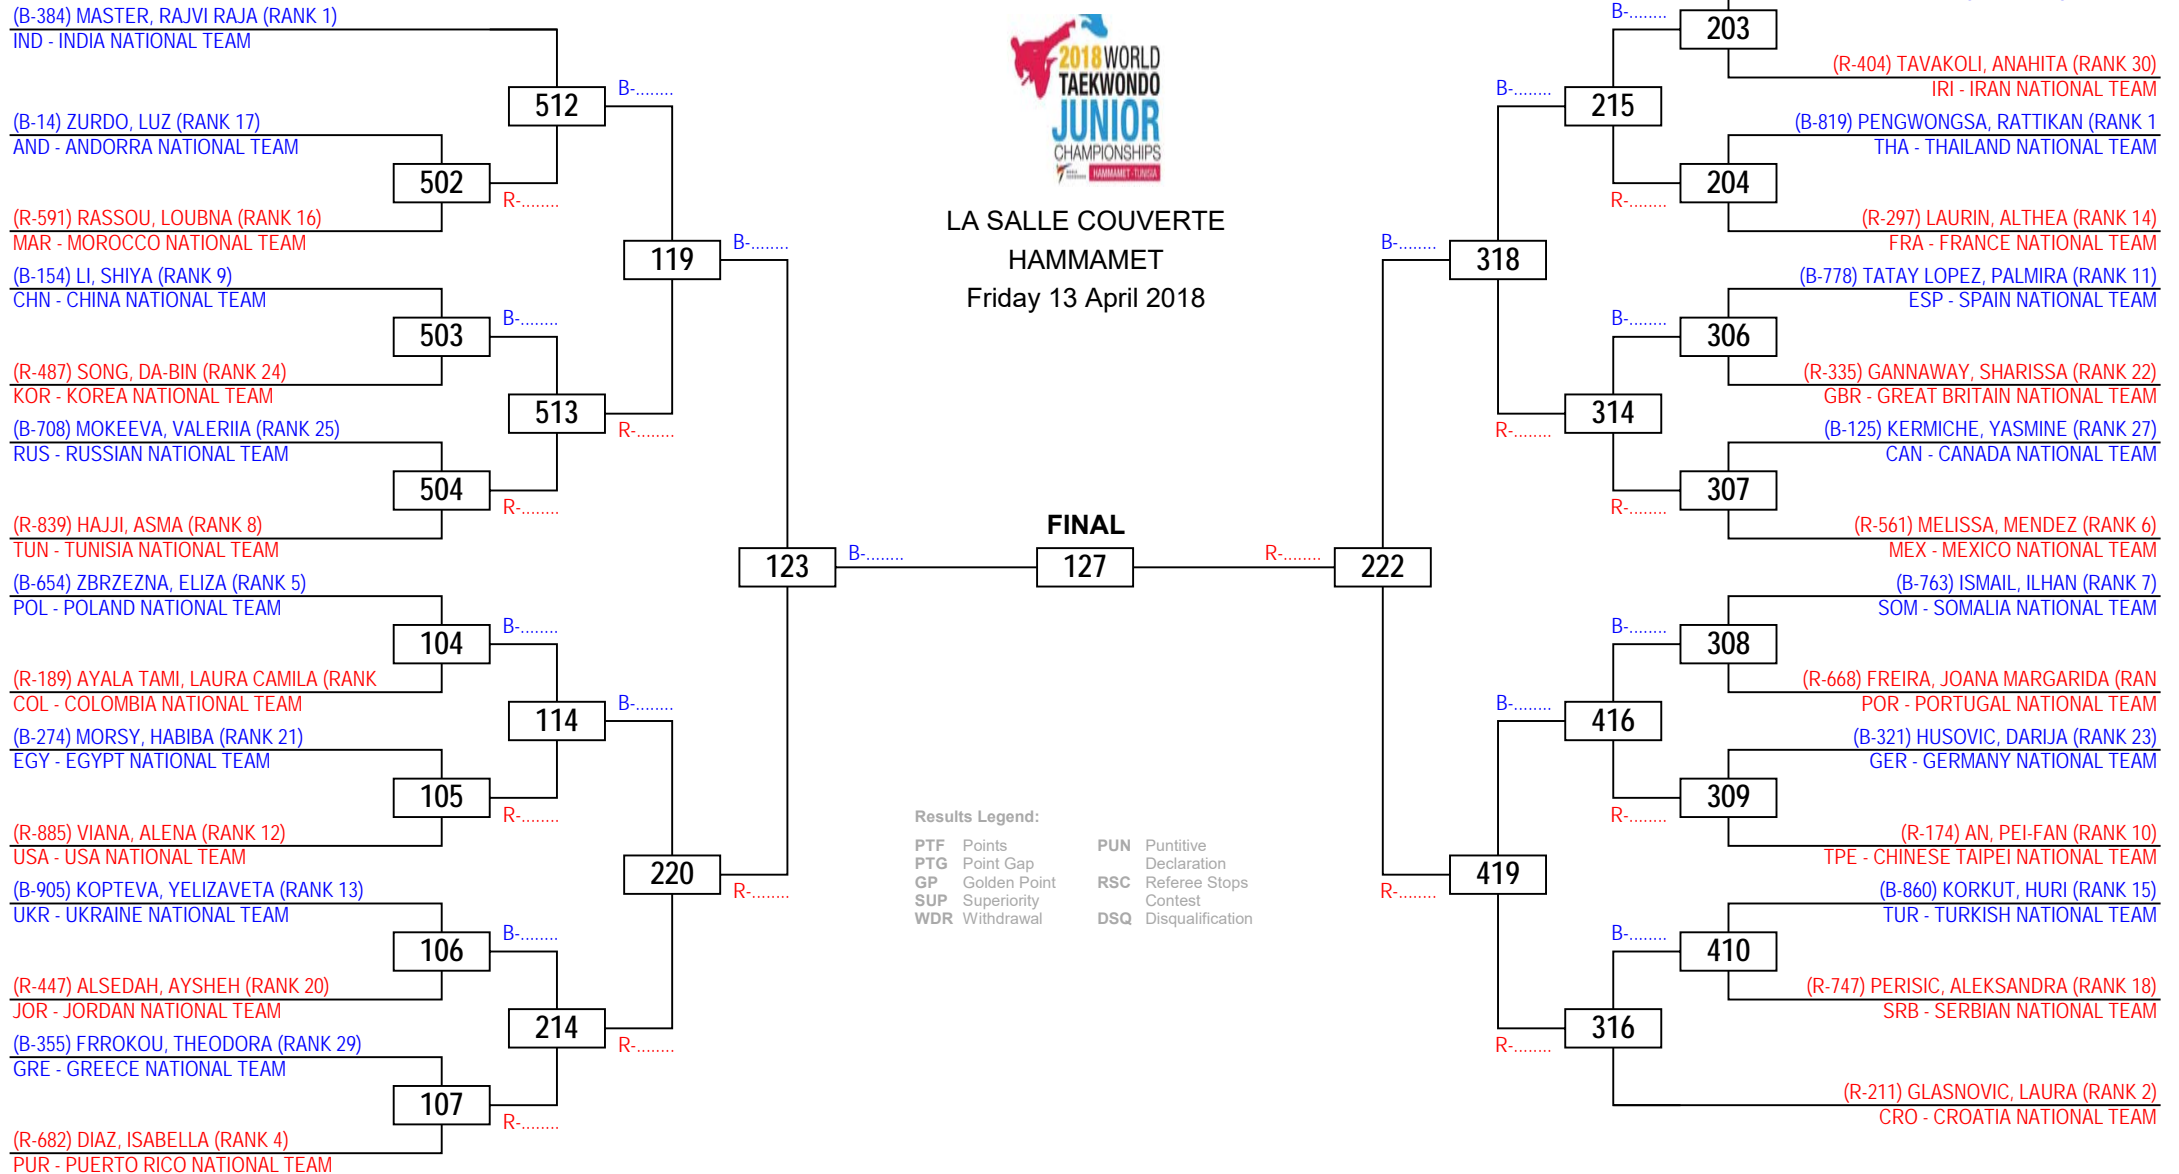 (B-384) MASTER, RAJVI RAJA (RANK 1)
IND - INDIA NATIONAL TEAM
(B-14) ZURDO, LUZ (RANK 17)
AND - ANDORRA NATIONAL TEAM
(R-591) RASSOU, LOUBNA (RANK 16)
MAR - MOROCCO NATIONAL TEAM
(B-154) LI, SHIYA (RANK 9)
CHN - CHINA NATIONAL TEAM
(R-487) SONG, DA-BIN (RANK 24)
KOR - KOREA NATIONAL TEAM
(B-708) MOKEEVA, VALERIIA (RANK 25)
RUS - RUSSIAN NATIONAL TEAM
(R-839) HAJJI, ASMA (RANK 8)
TUN - TUNISIA NATIONAL TEAM
(B-654) ZBRZEZNA, ELIZA (RANK 5)
POL - POLAND NATIONAL TEAM
(R-189) AYALA TAMI, LAURA CAMILA (RANK
COL - COLOMBIA NATIONAL TEAM
(B-274) MORSY, HABIBA (RANK 21)
EGY - EGYPT NATIONAL TEAM
(R-885) VIANA, ALENA (RANK 12)
USA - USA NATIONAL TEAM
(B-905) KOPTEVA, YELIZAVETA (RANK 13)
UKR - UKRAINE NATIONAL TEAM
(R-447) ALSEDAH, AYSHEH (RANK 20)
JOR - JORDAN NATIONAL TEAM
(B-355) FRROKOU, THEODORA (RANK 29)
GRE - GREECE NATIONAL TEAM
(R-682) DIAZ, ISABELLA (RANK 4)
PUR - PUERTO RICO NATIONAL TEAM
502
R-........
503
B-........
504
R-........
104
B-........
105
R-........
106
B-........
107
R-........
512
B-........
513
R-........
114
B-........
214
R-........
119
B-........
220
R-........
123
B-........
2018 WORLD
TAEKWONDO
JUNIOR
CHAMPIONSHIPS
HAMMAMET - TUNISIA
LA SALLE COUVERTE
HAMMAMET
Friday 13 April 2018
FINAL
127
Results Legend:
PTF Points
PTG Point Gap
GP Golden Point
SUP Superiority
WDR Withdrawal
PUN Puntitive
Declaration
RSC Referee Stops
Contest
DSQ Disqualification
R-........
222
B-........
318
R-........
419
B-........
215
R-........
314
B-........
416
R-........
316
B-........
203
R-........
204
B-........
306
R-........
307
B-........
308
R-........
309
B-........
410
(R-404) TAVAKOLI, ANAHITA (RANK 30)
IRI - IRAN NATIONAL TEAM
(B-819) PENGWONGSA, RATTIKAN (RANK 1
THA - THAILAND NATIONAL TEAM
(R-297) LAURIN, ALTHEA (RANK 14)
FRA - FRANCE NATIONAL TEAM
(B-778) TATAY LOPEZ, PALMIRA (RANK 11)
ESP - SPAIN NATIONAL TEAM
(R-335) GANNAWAY, SHARISSA (RANK 22)
GBR - GREAT BRITAIN NATIONAL TEAM
(B-125) KERMICHE, YASMINE (RANK 27)
CAN - CANADA NATIONAL TEAM
(R-561) MELISSA, MENDEZ (RANK 6)
MEX - MEXICO NATIONAL TEAM
(B-763) ISMAIL, ILHAN (RANK 7)
SOM - SOMALIA NATIONAL TEAM
(R-668) FREIRA, JOANA MARGARIDA (RAN
POR - PORTUGAL NATIONAL TEAM
(B-321) HUSOVIC, DARIJA (RANK 23)
GER - GERMANY NATIONAL TEAM
(R-174) AN, PEI-FAN (RANK 10)
TPE - CHINESE TAIPEI NATIONAL TEAM
(B-860) KORKUT, HURI (RANK 15)
TUR - TURKISH NATIONAL TEAM
(R-747) PERISIC, ALEKSANDRA (RANK 18)
SRB - SERBIAN NATIONAL TEAM
(R-211) GLASNOVIC, LAURA (RANK 2)
CRO - CROATIA NATIONAL TEAM